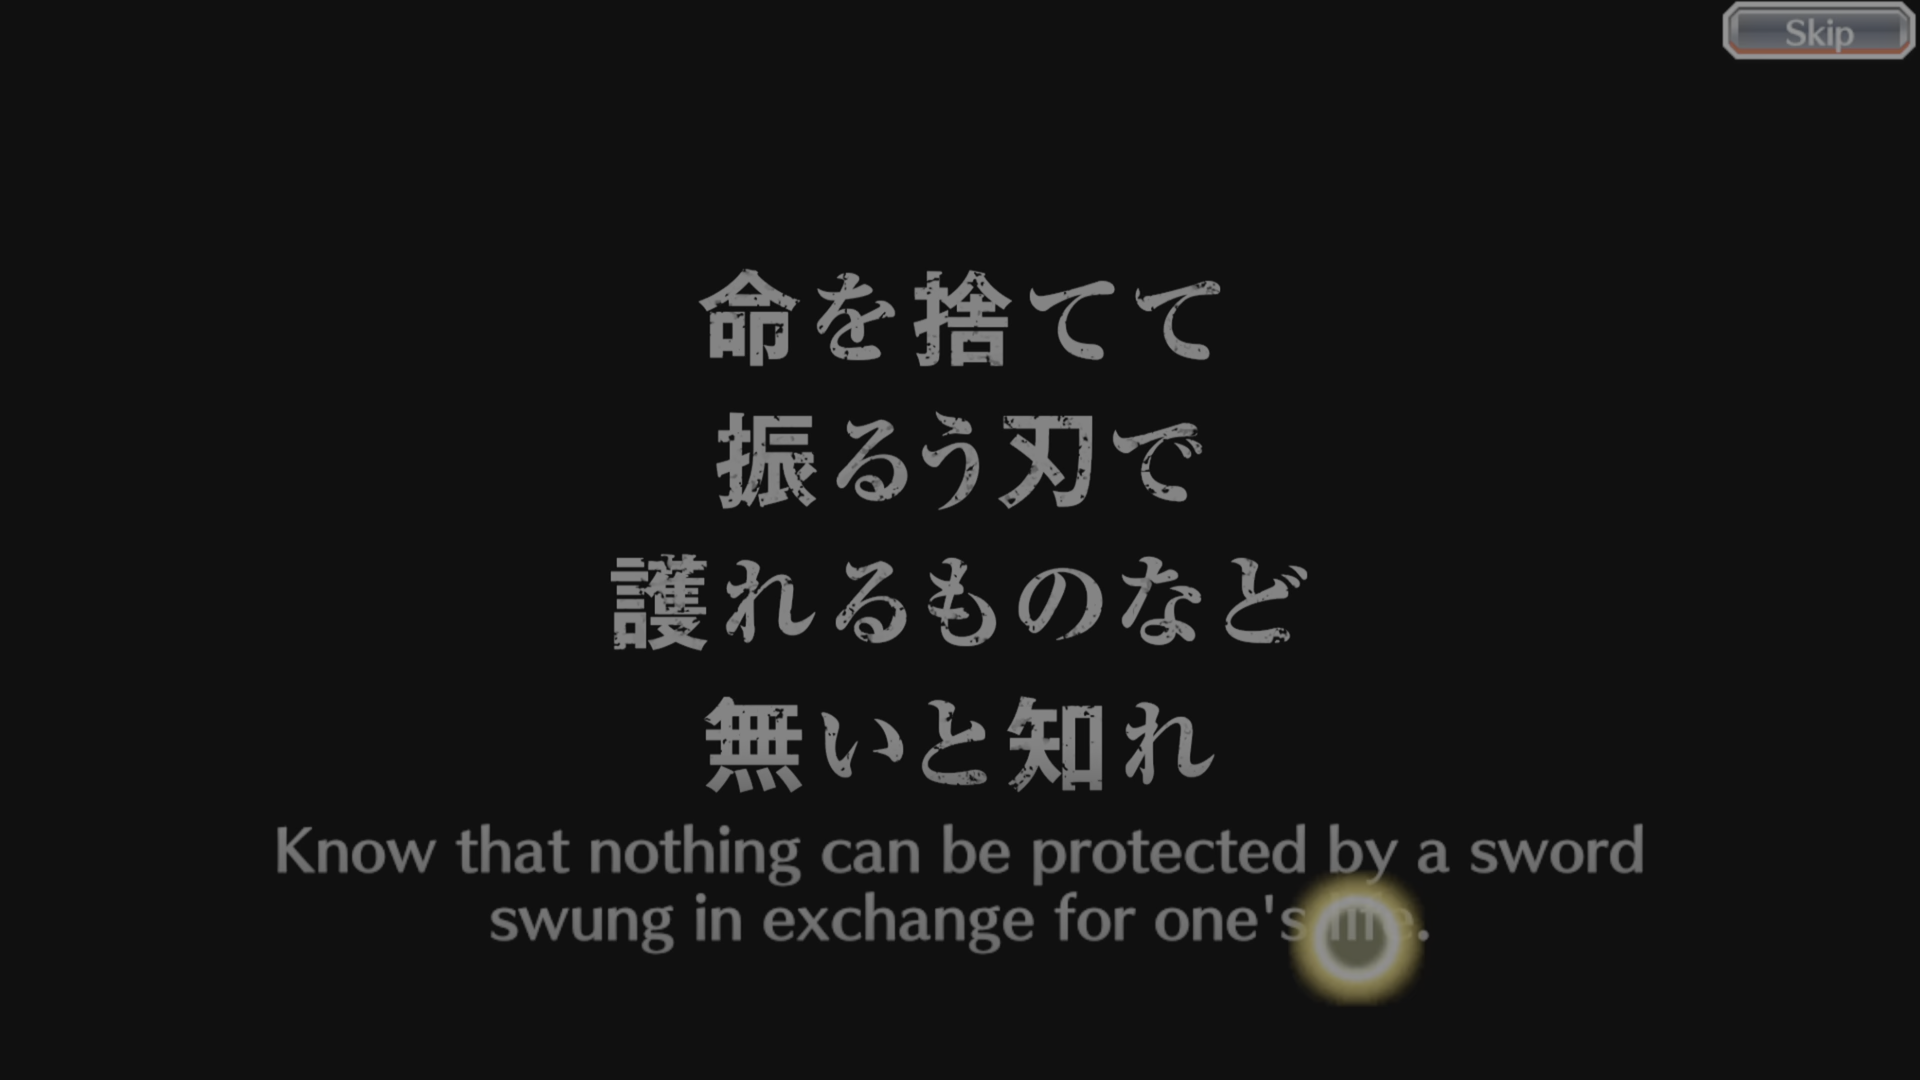 Skip
命を捨てて
振るう刃で
護れるものなど
無いと知れ
Know that nothing can be protected by a sword
swung in exchange for one's life.